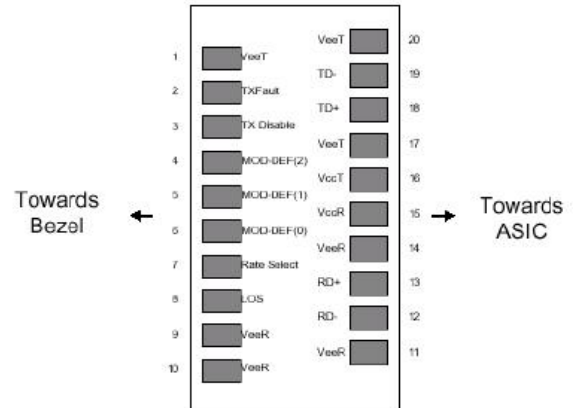 VeeT 20
1 VeeT
TD- 19
2 TXFault
TD+ 18
3 TX Disable
VeeT 17
4 MOD-DEF(2)
VccT 16
5 MOD-DEF(1)
Towards Bezel
VccR 15
Towards ASIC
6 MOD-DEF(0)
VeeR 14
7 Rate Select
RD+ 13
8 LOS
RD- 12
9 VeeR
VeeR 11
10 VeeR